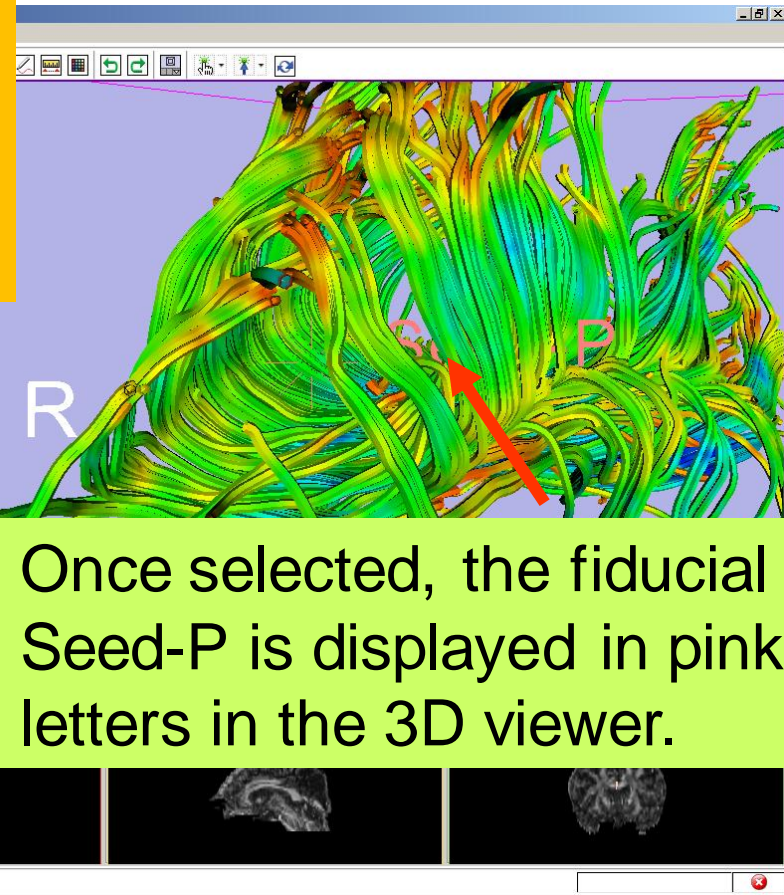 R
P
Once selected, the fiducial
Seed-P is displayed in pink
letters in the 3D viewer.